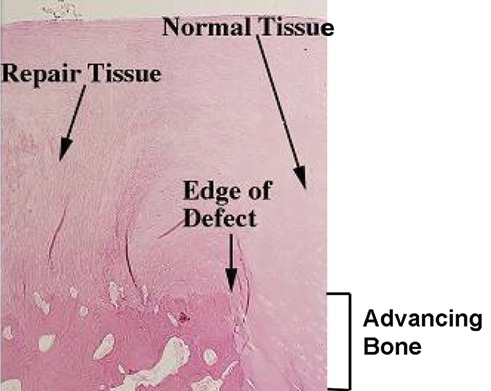 Normal Tissue
Repair Tissue
Edge of
Defect
Advancing
Bone